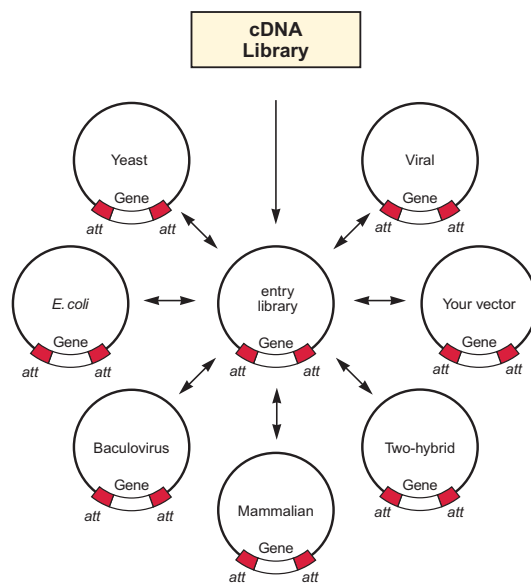 cDNA
Library
Yeast
Gene
att
att
Viral
Gene
att
att
E. coli
Gene
att
att
entry
library
Gene
att
att
Your vector
Gene
att
att
Baculovirus
Gene
att
att
Mammalian
Gene
att
att
Two-hybrid
Gene
att
att